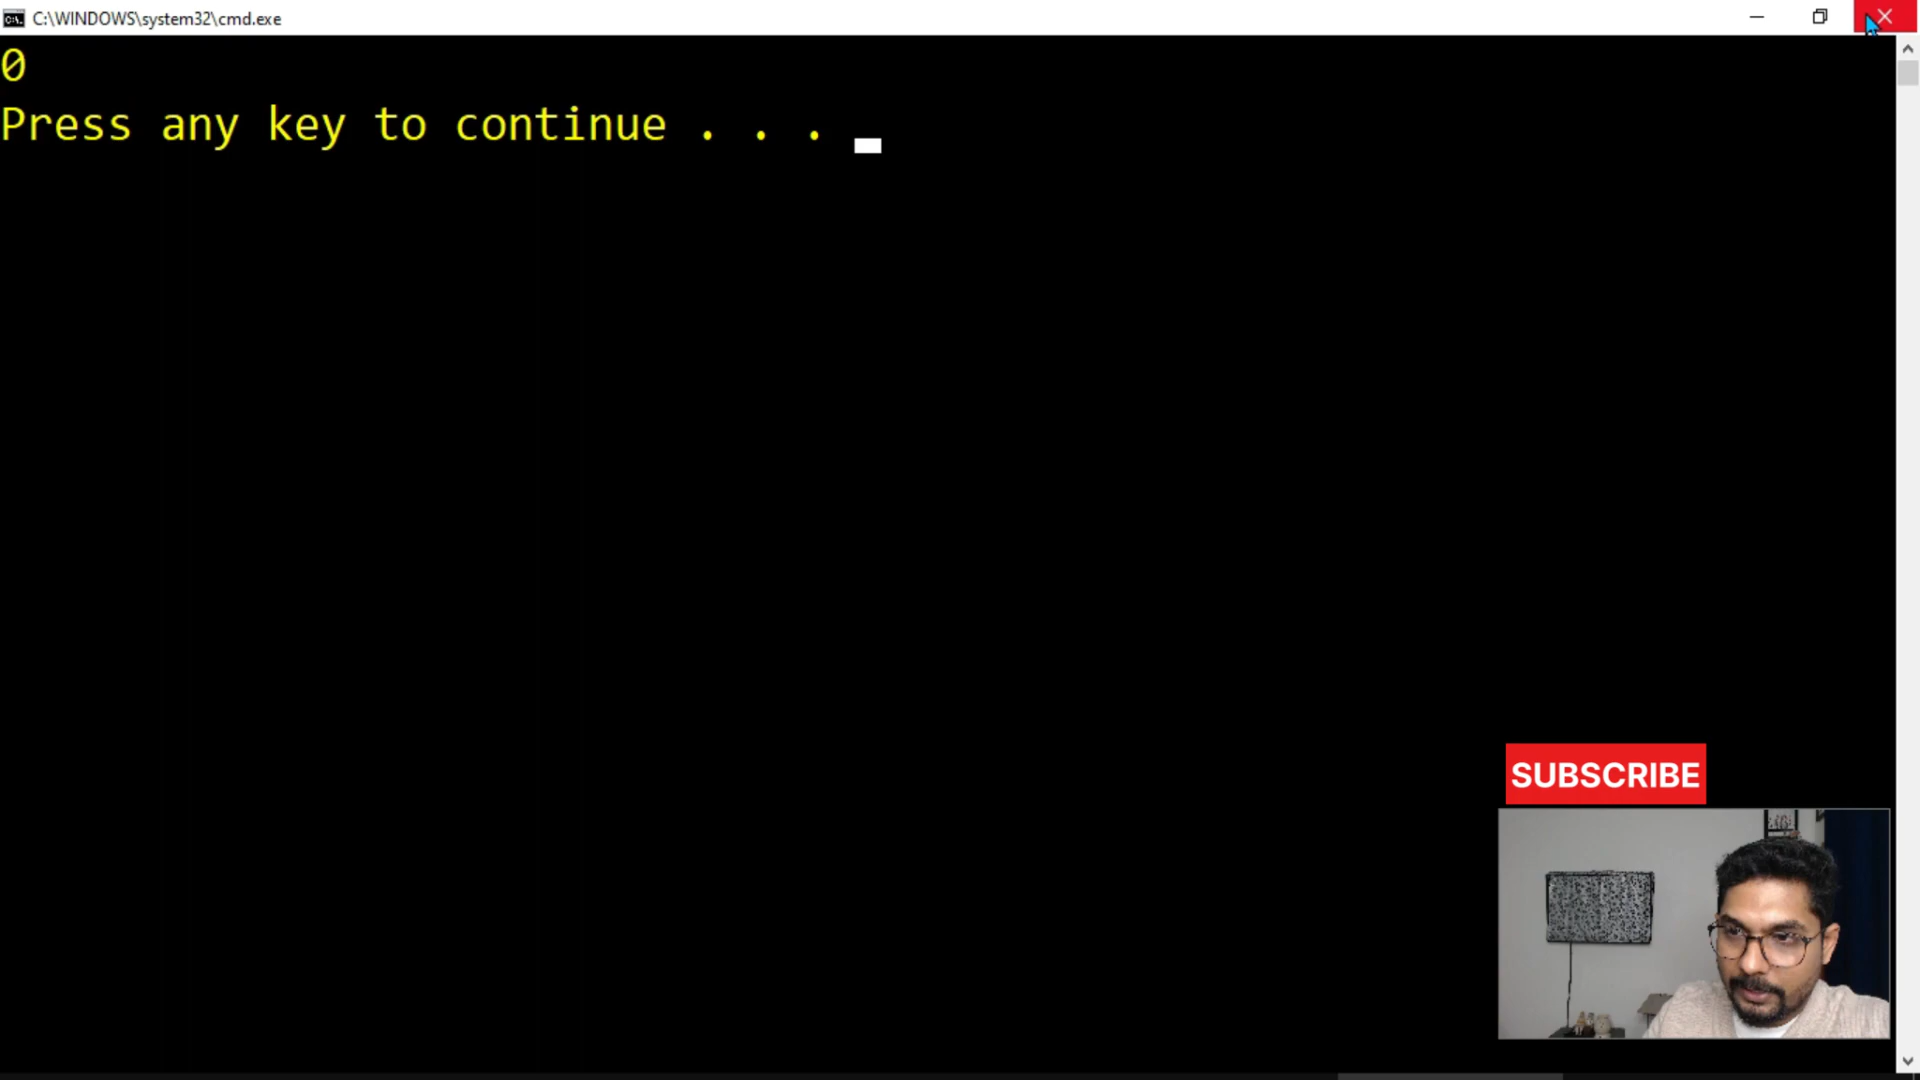 C:\WINDOWS\system32\cmd.exe
0
Press any key to continue . . .
SUBSCRIBE